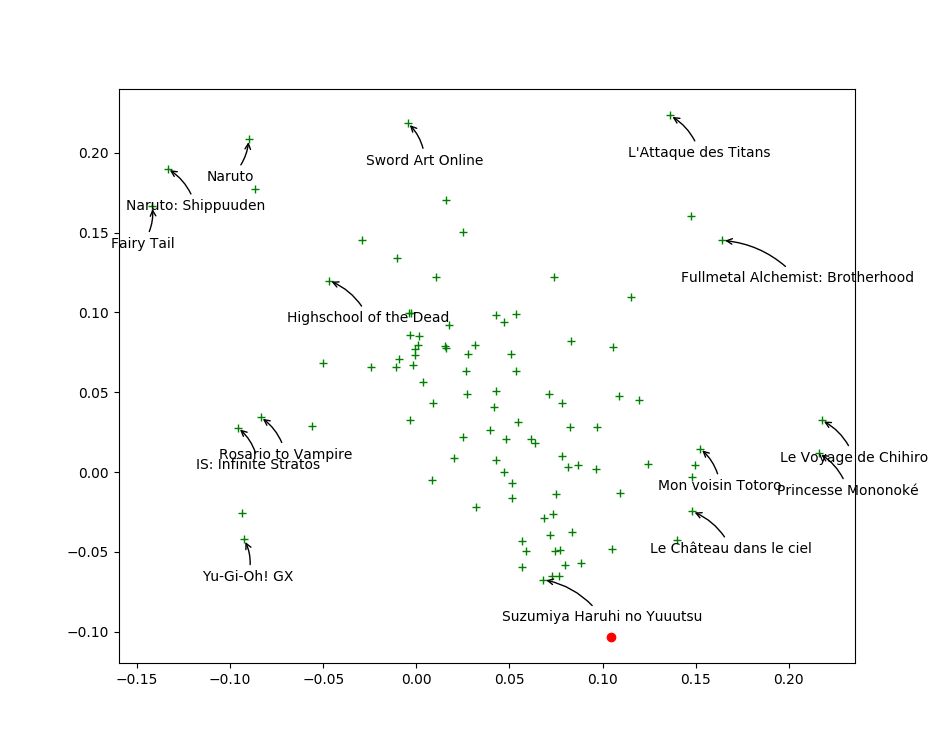 0.20
0.15
0.10
0.05
0.00
−0.05
−0.10
−0.15
−0.10
−0.05
0.00
0.05
0.10
0.15
0.20
Sword Art Online
L'Attaque des Titans
Naruto
Naruto: Shippuuden
Fairy Tail
Fullmetal Alchemist: Brotherhood
Highschool of the Dead
Rosario to Vampire
Le Voyage de Chihiro
IS: Infinite Stratos
Mon voisin Totoro
Princesse Mononoké
Le Château dans le ciel
Yu-Gi-Oh! GX
Suzumiya Haruhi no Yuuutsu